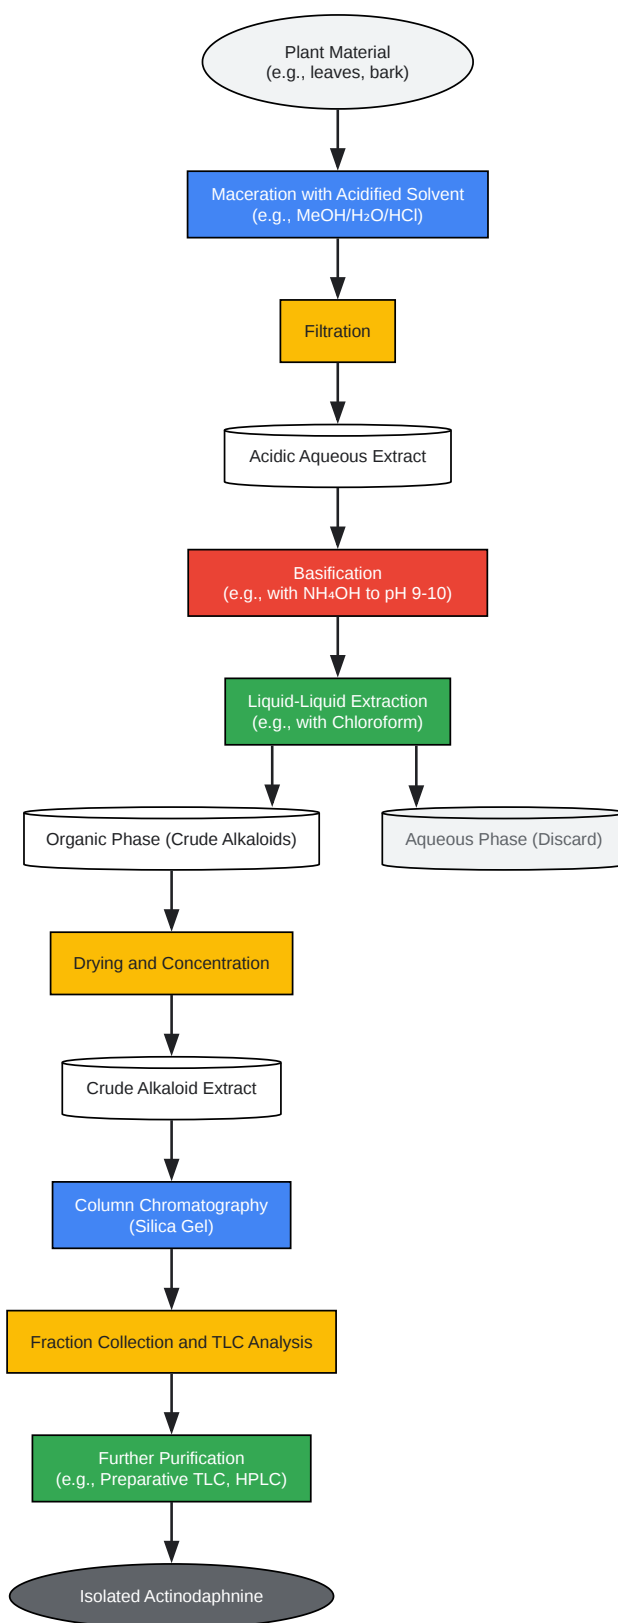 Plant Material
(e.g., leaves, bark)
Maceration with Acidified Solvent
(e.g., MeOH/H₂O/HCl)
Filtration
Acidic Aqueous Extract
Basification
(e.g., with NH₄OH to pH 9-10)
Liquid-Liquid Extraction
(e.g., with Chloroform)
Organic Phase (Crude Alkaloids)
Aqueous Phase (Discard)
Drying and Concentration
Crude Alkaloid Extract
Column Chromatography
(Silica Gel)
Fraction Collection and TLC Analysis
Further Purification
(e.g., Preparative TLC, HPLC)
Isolated Actinodaphnine